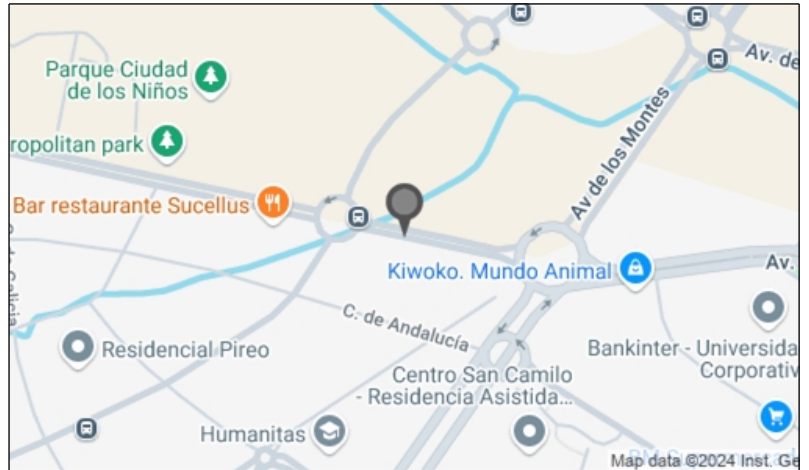 Parque Ciudad
de los Niños
ropolitan park
Bar restaurante Sucellus
Av. de
Av de los Montes
Kiwoko. Mundo Animal
Av.
C. de Andalucía
Residencial Pireo
Bankinter - Universida
Corporativ
Centro San Camilo
- Residencia Asistida...
Humanitas
Map data ©2024 Inst. Ge